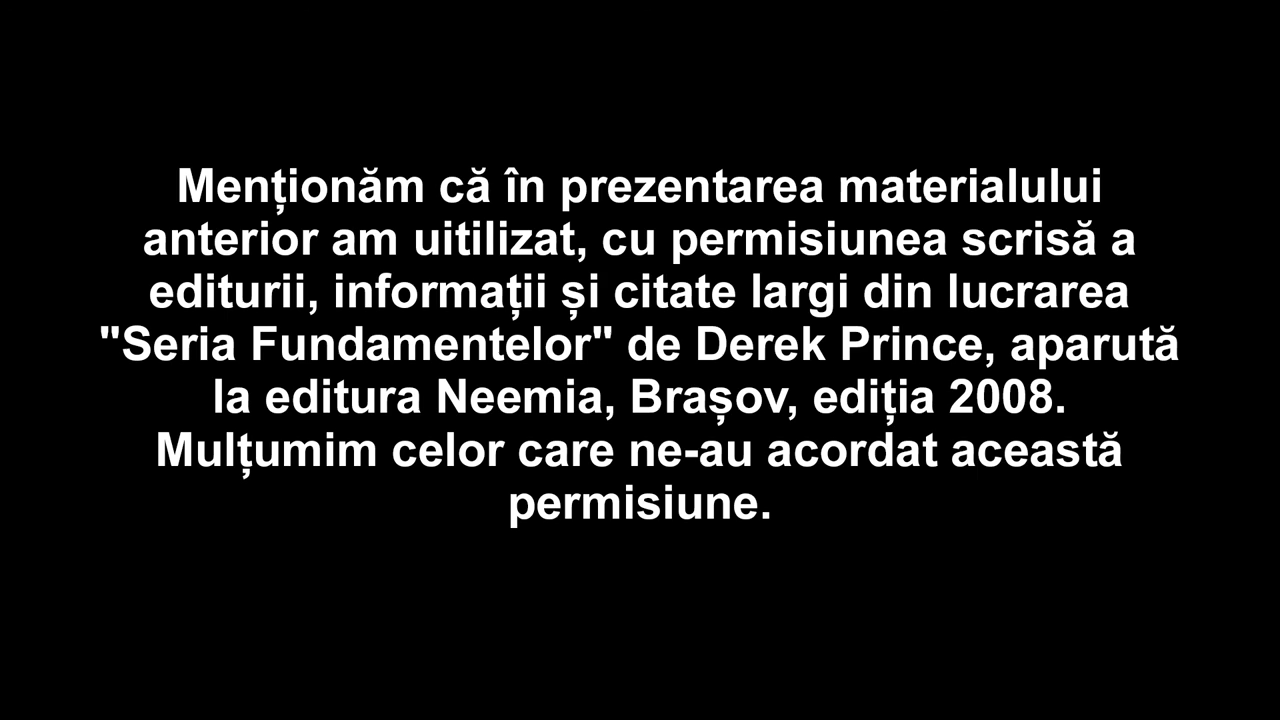 Menționăm că în prezentarea materialului
anterior am uitilizat, cu permisiunea scrisă a
editurii, informații și citate largi din lucrarea
"Seria Fundamentelor" de Derek Prince, aparută
la editura Neemia, Brașov, ediția 2008.
Mulțumim celor care ne-au acordat această
permisiune.